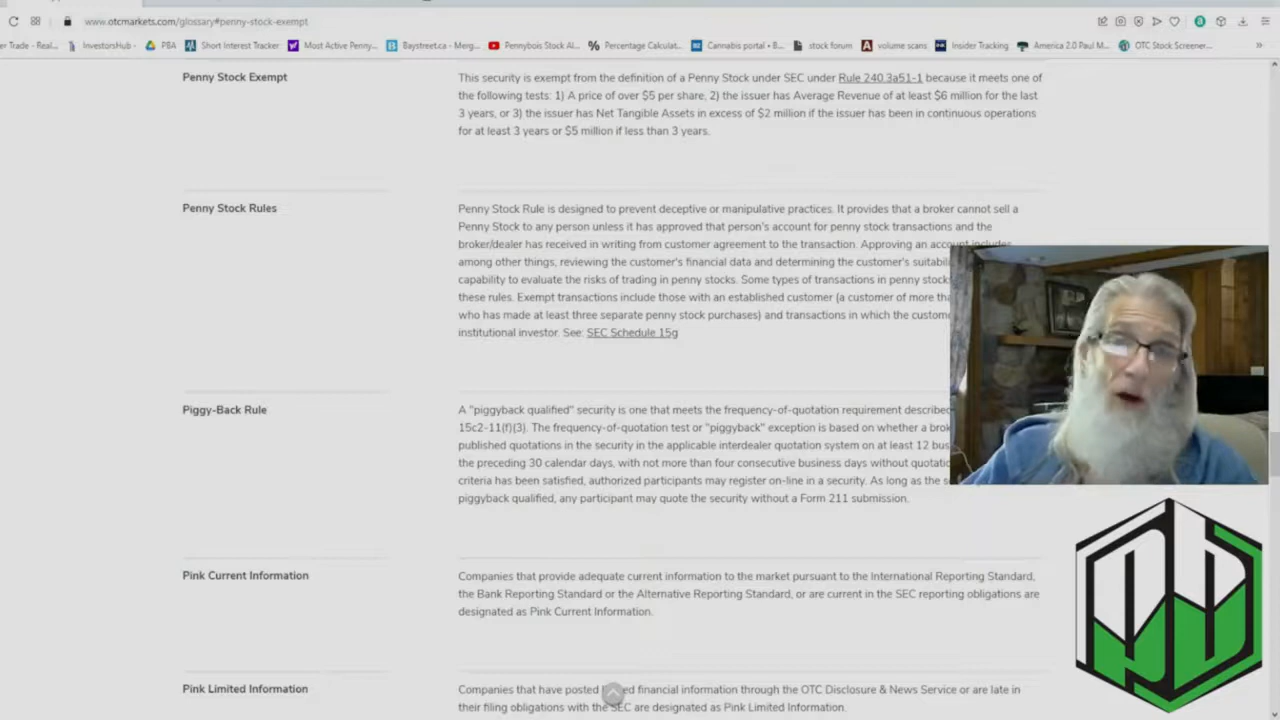 www.otcmarkets.com/glossary#penny-stock-exempt
er Trade - Real... InvestorsHub - PBA Short Interest Tracker Most Active Penny... Baystreet.ca - Merg... Pennybois Stock Al... Percentage Calculat... Cannabis portal • B... stock forum volume scans Insider Tracking America 2.0 Paul M... OTC Stock Screener...
Penny Stock Exempt
This security is exempt from the definition of a Penny Stock under SEC under Rule 240.3a51-1 because it meets one of
the following tests: 1) A price of over $5 per share, 2) the issuer has Average Revenue of at least $6 million for the last
3 years, or 3) the issuer has Net Tangible Assets in excess of $2 million if the issuer has been in continuous operations
for at least 3 years or $5 million if less than 3 years.
Penny Stock Rules
Penny Stock Rule is designed to prevent deceptive or manipulative practices. It provides that a broker cannot sell a
Penny Stock to any person unless it has approved that person's account for penny stock transactions and the
broker/dealer has received in writing from customer agreement to the transaction. Approving an account includes,
among other things, reviewing the customer's financial data and determining the customer's suitabil
capability to evaluate the risks of trading in penny stocks. Some types of transactions in penny stock
these rules. Exempt transactions include those with an established customer (a customer of more tha
who has made at least three separate penny stock purchases) and transactions in which the custome
institutional investor. See: SEC Schedule 15g
Piggy-Back Rule
A "piggyback qualified" security is one that meets the frequency-of-quotation requirement described
15c2-11(f)(3). The frequency-of-quotation test or "piggyback" exception is based on whether a brok
published quotations in the security in the applicable interdealer quotation system on at least 12 bus
the preceding 30 calendar days, with not more than four consecutive business days without quotatio
criteria has been satisfied, authorized participants may register on-line in a security. As long as the s
piggyback qualified, any participant may quote the security without a Form 211 submission.
Pink Current Information
Companies that provide adequate current information to the market pursuant to the International Reporting Standard,
the Bank Reporting Standard or the Alternative Reporting Standard, or are current in the SEC reporting obligations are
designated as Pink Current Information.
Pink Limited Information
Companies that have posted financial information through the OTC Disclosure & News Service or are late in
their filing obligations with the SEC are designated as Pink Limited Information.